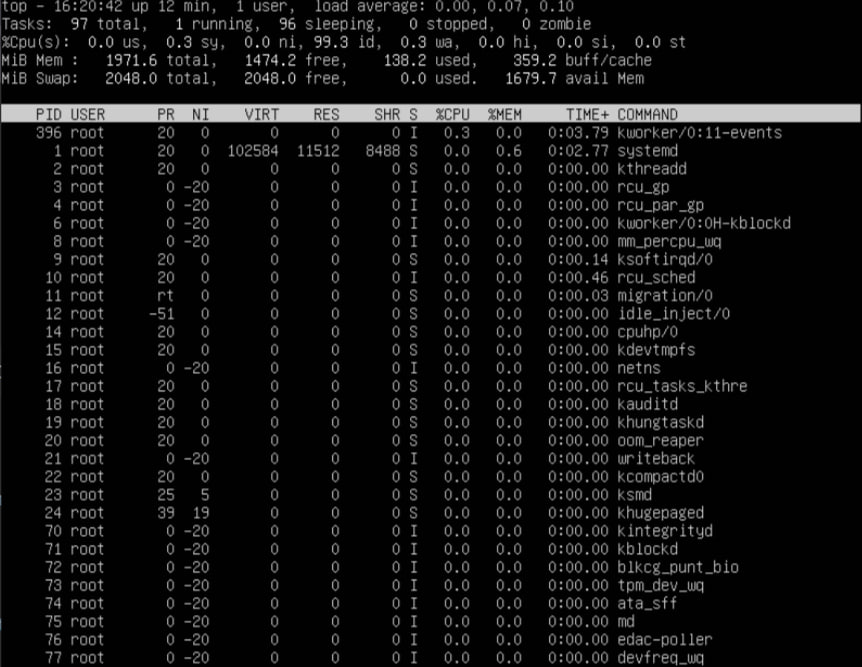 top - 16:20:42 up 12 min,  1 user,  load average: 0.00, 0.07, 0.10
Tasks:  97 total,   1 running,  96 sleeping,   0 stopped,   0 zombie
%Cpu(s):  0.0 us,  0.3 sy,  0.0 ni, 99.3 id,  0.3 wa,  0.0 hi,  0.0 si,  0.0 st
MiB Mem :   1971.6 total,   1474.2 free,    138.2 used,    359.2 buff/cache
MiB Swap:   2048.0 total,   2048.0 free,      0.0 used.   1679.7 avail Mem
PID USER      PR  NI    VIRT    RES    SHR S  %CPU  %MEM     TIME+ COMMAND
396 root      20   0       0      0      0 I   0.3   0.0   0:03.79 kworker/0:11-events
1 root      20   0  102584  11512   8488 S   0.0   0.6   0:02.77 systemd
2 root      20   0       0      0      0 S   0.0   0.0   0:00.00 kthreadd
3 root       0 -20       0      0      0 I   0.0   0.0   0:00.00 rcu_gp
4 root       0 -20       0      0      0 I   0.0   0.0   0:00.00 rcu_par_gp
6 root       0 -20       0      0      0 I   0.0   0.0   0:00.00 kworker/0:0H-kblockd
8 root       0 -20       0      0      0 I   0.0   0.0   0:00.00 mm_percpu_wq
9 root      20   0       0      0      0 S   0.0   0.0   0:00.14 ksoftirqd/0
10 root      20   0       0      0      0 I   0.0   0.0   0:00.46 rcu_sched
11 root      rt   0       0      0      0 S   0.0   0.0   0:00.03 migration/0
12 root     -51   0       0      0      0 S   0.0   0.0   0:00.00 idle_inject/0
14 root      20   0       0      0      0 S   0.0   0.0   0:00.00 cpuhp/0
15 root      20   0       0      0      0 S   0.0   0.0   0:00.00 kdevtmpfs
16 root       0 -20       0      0      0 I   0.0   0.0   0:00.00 netns
17 root      20   0       0      0      0 S   0.0   0.0   0:00.00 rcu_tasks_kthre
18 root      20   0       0      0      0 S   0.0   0.0   0:00.00 kauditd
19 root      20   0       0      0      0 S   0.0   0.0   0:00.00 khungtaskd
20 root      20   0       0      0      0 S   0.0   0.0   0:00.00 oom_reaper
21 root       0 -20       0      0      0 I   0.0   0.0   0:00.00 writeback
22 root      20   0       0      0      0 S   0.0   0.0   0:00.00 kcompactd0
23 root      25   5       0      0      0 S   0.0   0.0   0:00.00 ksmd
24 root      39  19       0      0      0 S   0.0   0.0   0:00.00 khugepaged
70 root       0 -20       0      0      0 I   0.0   0.0   0:00.00 kintegrityd
71 root       0 -20       0      0      0 I   0.0   0.0   0:00.00 kblockd
72 root       0 -20       0      0      0 I   0.0   0.0   0:00.00 blkcg_punt_bio
73 root       0 -20       0      0      0 I   0.0   0.0   0:00.00 tpm_dev_wq
74 root       0 -20       0      0      0 I   0.0   0.0   0:00.00 ata_sff
75 root       0 -20       0      0      0 I   0.0   0.0   0:00.00 md
76 root       0 -20       0      0      0 I   0.0   0.0   0:00.00 edac-poller
77 root       0 -20       0      0      0 I   0.0   0.0   0:00.00 devfreq_wq